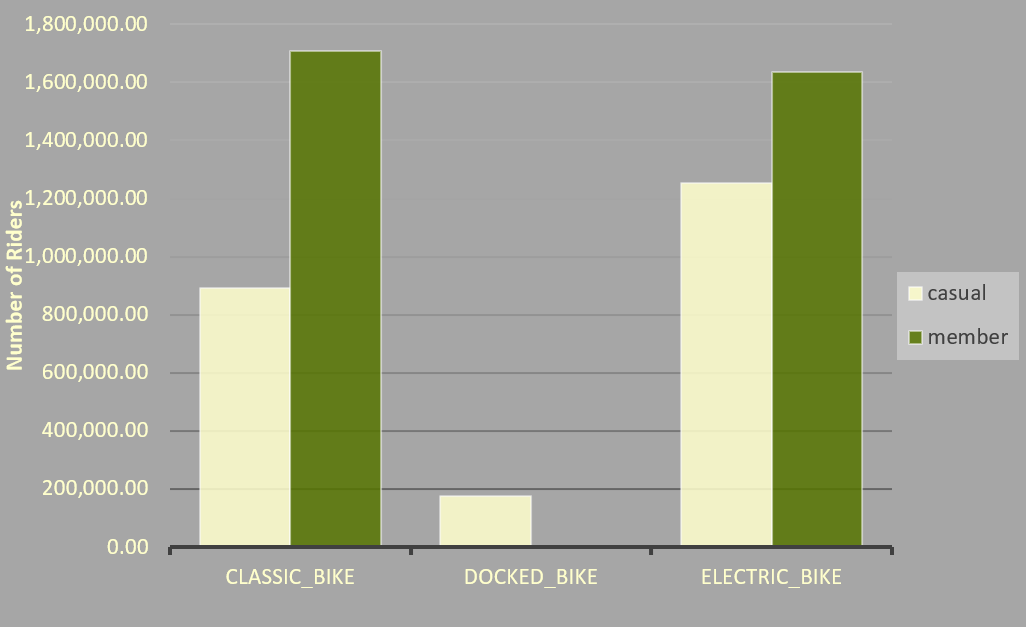 Number of Riders
1,800,000.00
1,600,000.00
1,400,000.00
1,200,000.00
1,000,000.00
800,000.00
600,000.00
400,000.00
200,000.00
0.00
CLASSIC_BIKE
DOCKED_BIKE
ELECTRIC_BIKE
casual
member